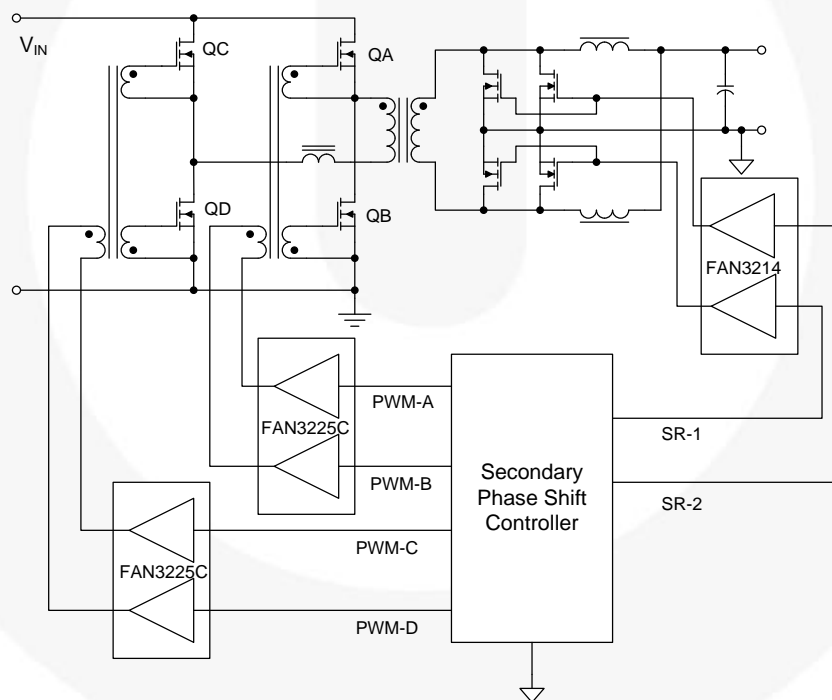 VIN
QC
QA
QD
QB
FAN3214
PWM-A
FAN3225C
PWM-B
SR-1
Secondary
Phase Shift
Controller
SR-2
PWM-C
FAN3225C
PWM-D